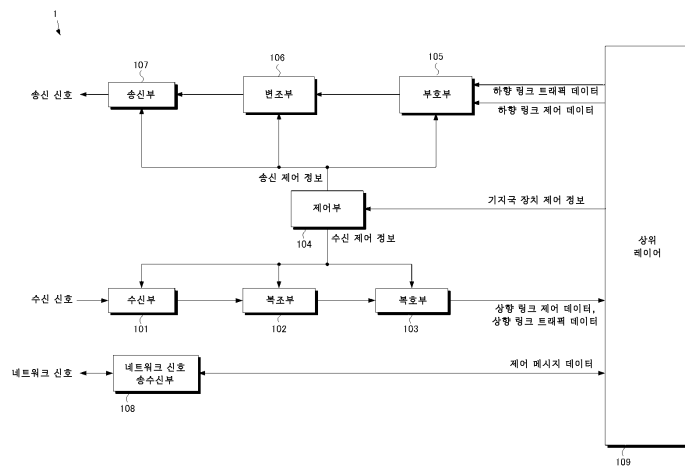 1
107
106
105
송신 신호
송신부
변조부
부호부
하향 링크 트래픽 데이터
하향 링크 제어 데이터
송신 제어 정보
제어부
104
기지국 장치 제어 정보
수신 제어 정보
상위
레이어
수신 신호
수신부
복조부
복호부
101
102
103
상향 링크 제어 데이터,
상향 링크 트래픽 데이터
네트워크 신호
네트워크 신호
송수신부
108
제어 메시지 데이터
109